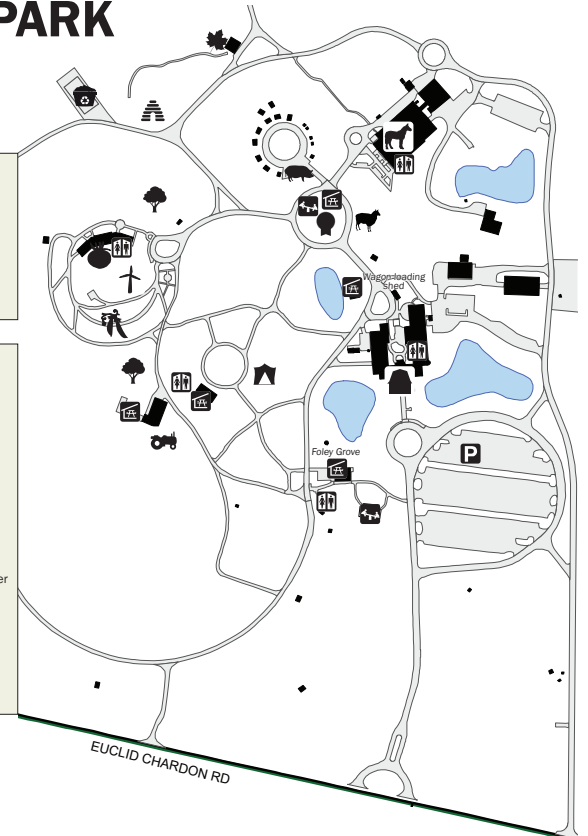 PARK
Wagon loading
shed
P
Foley Grove
er
EUCLID CHARDON RD